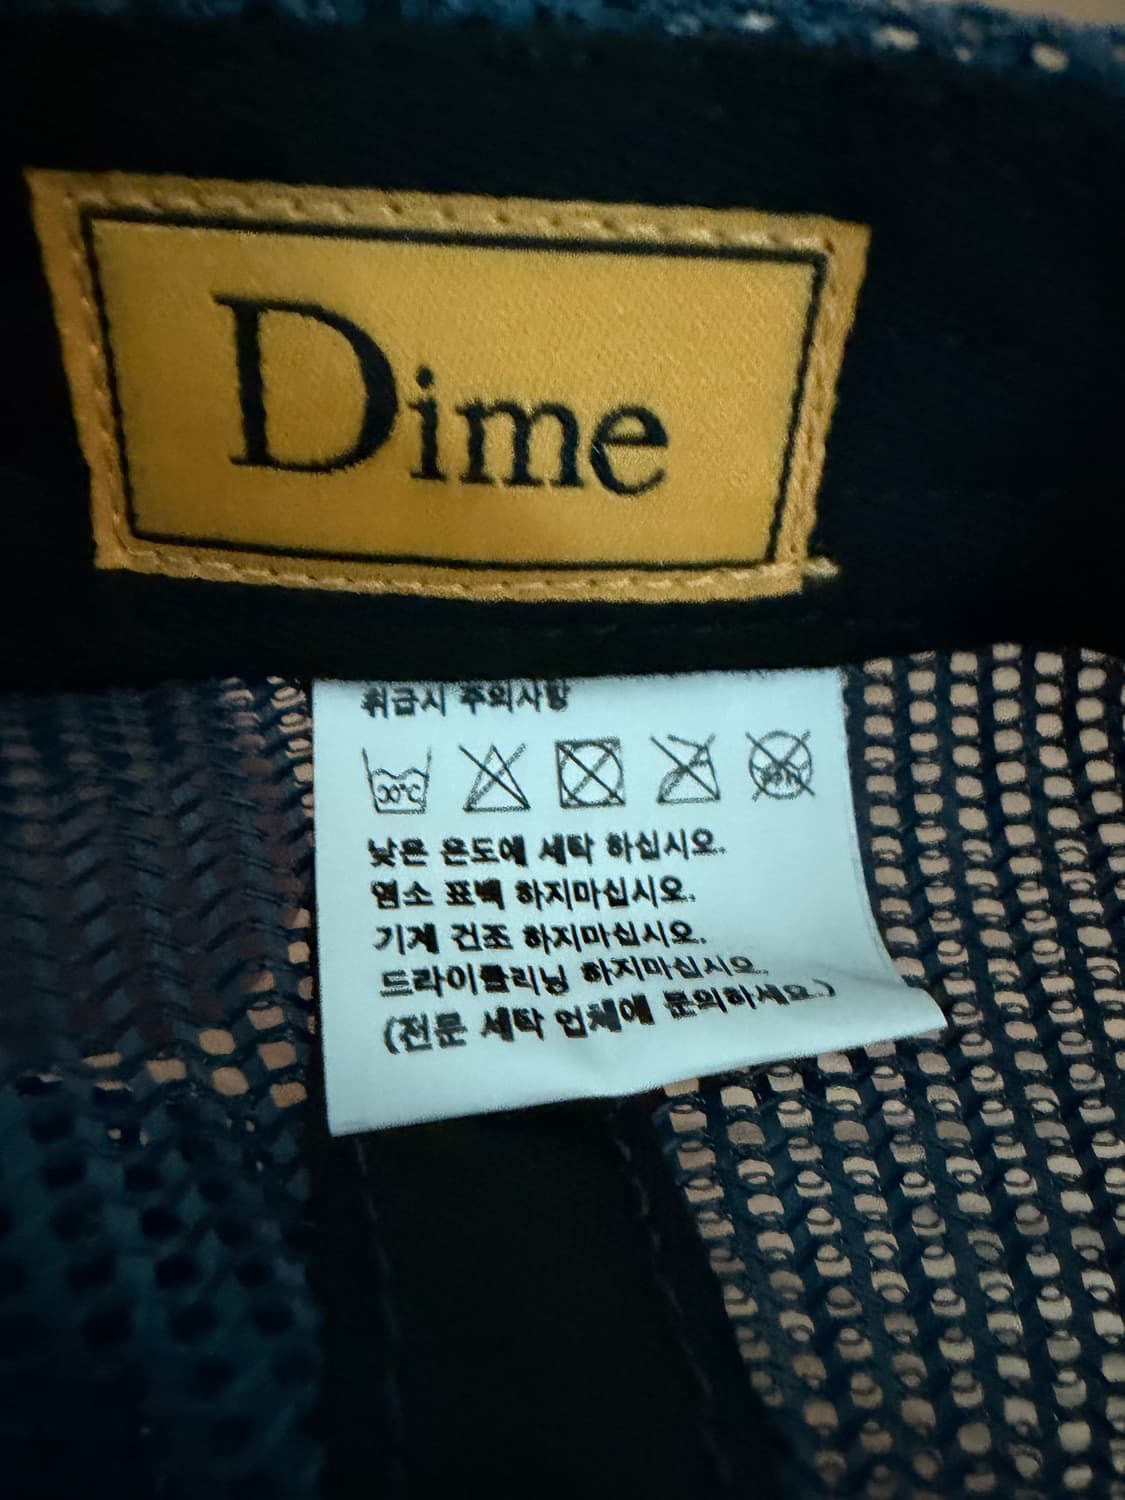 Dime
취급시 주의사항
30°C
낮은 온도에 세탁 하십시오.
염소 표백 하지마십시오.
기계 건조 하지마십시오.
드라이클리닝 하지마십시오.
(전문 세탁 업체에 문의하세요.)